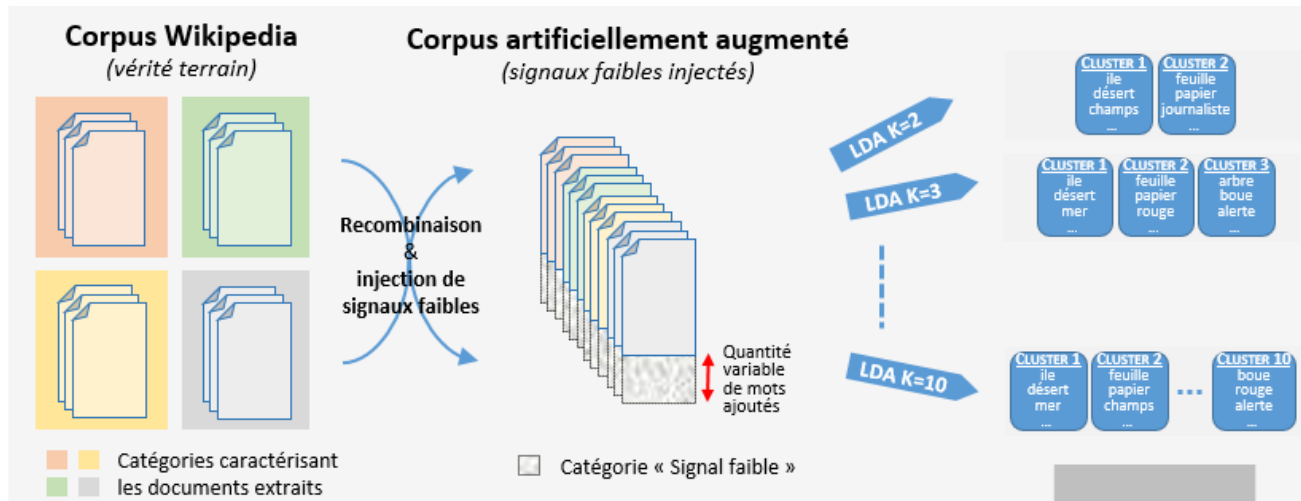 Corpus Wikipedia
(vérité terrain)
Corpus artificiellement augmenté
(signaux faibles injectés)
Recombinaison
&
injection de
signaux faibles
Quantité
variable
de mots
ajoutés
Catégories caractérisant
les documents extraits
Catégorie « Signal faible »
LDA K=2
CLUSTER 1
ile
désert
champs
...
CLUSTER 2
feuille
papier
journaliste
...
LDA K=3
CLUSTER 1
ile
désert
mer
...
CLUSTER 2
feuille
papier
rouge
...
CLUSTER 3
arbre
boue
alerte
...
LDA K=10
CLUSTER 1
ile
désert
mer
...
CLUSTER 2
feuille
papier
champs
...
...
CLUSTER 10
boue
rouge
alerte
...